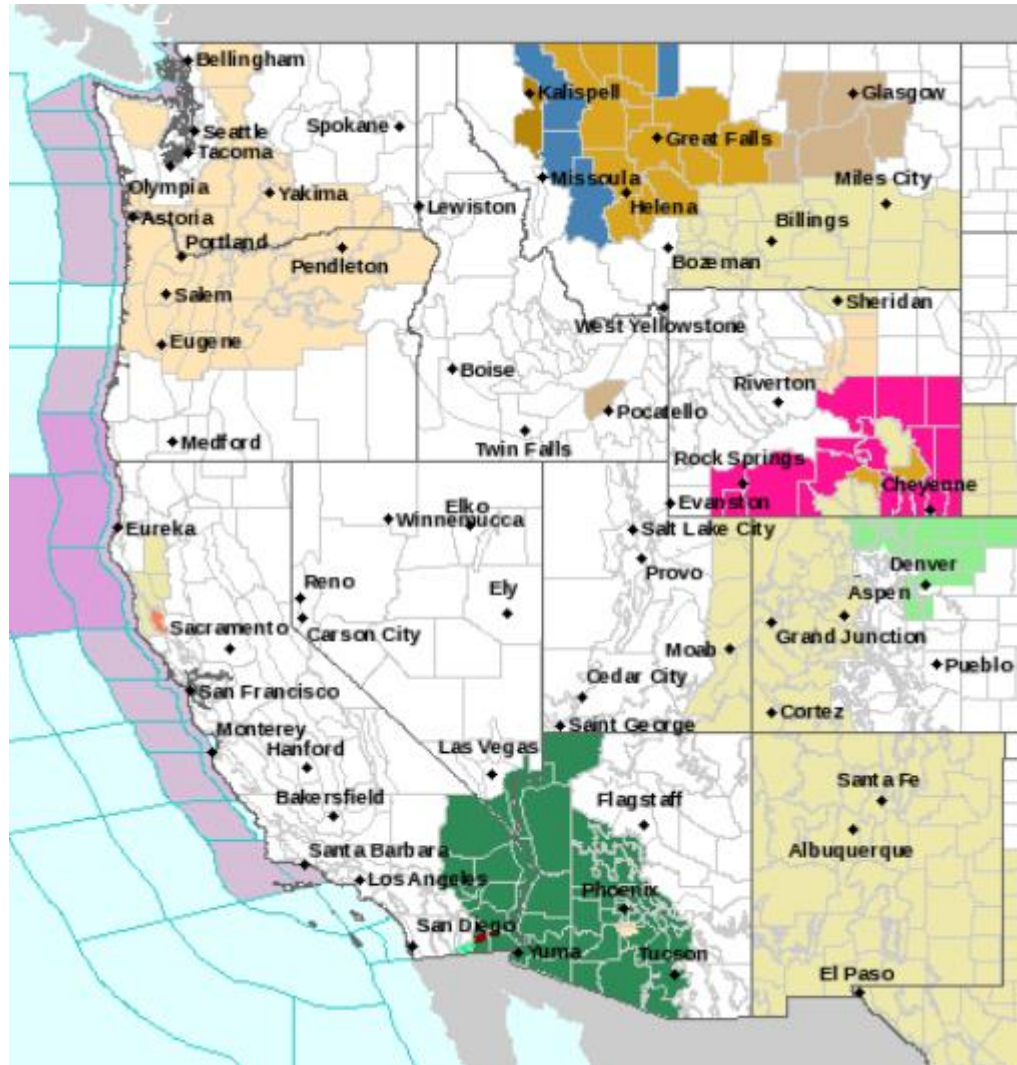 Bellingham
Kalispell
Glasgow
Seattle
Spokane
Great Falls
Tacoma
Olympia
Missoula
Miles City
Yakima
Lewiston
Helena
Astoria
Billings
Portland
Pendleton
Bozeman
Salem
Sheridan
West Yellowstone
Eugene
Boise
Riverton
Pocatello
Medford
Twin Falls
Rock Springs
Cheyenne
Evanston
Elko
Eureka
Winnemucca
Salt Lake City
Provo
Denver
Reno
Ely
Aspen
Sacramento
Carson City
Grand Junction
Moab
Pueblo
Cedar City
San Francisco
Cortez
Monterey
Saint George
Hanford
Las Vegas
Santa Fe
Bakersfield
Flagstaff
Albuquerque
Santa Barbara
Los Angeles
Phoenix
San Diego
Yuma
Tucson
El Paso